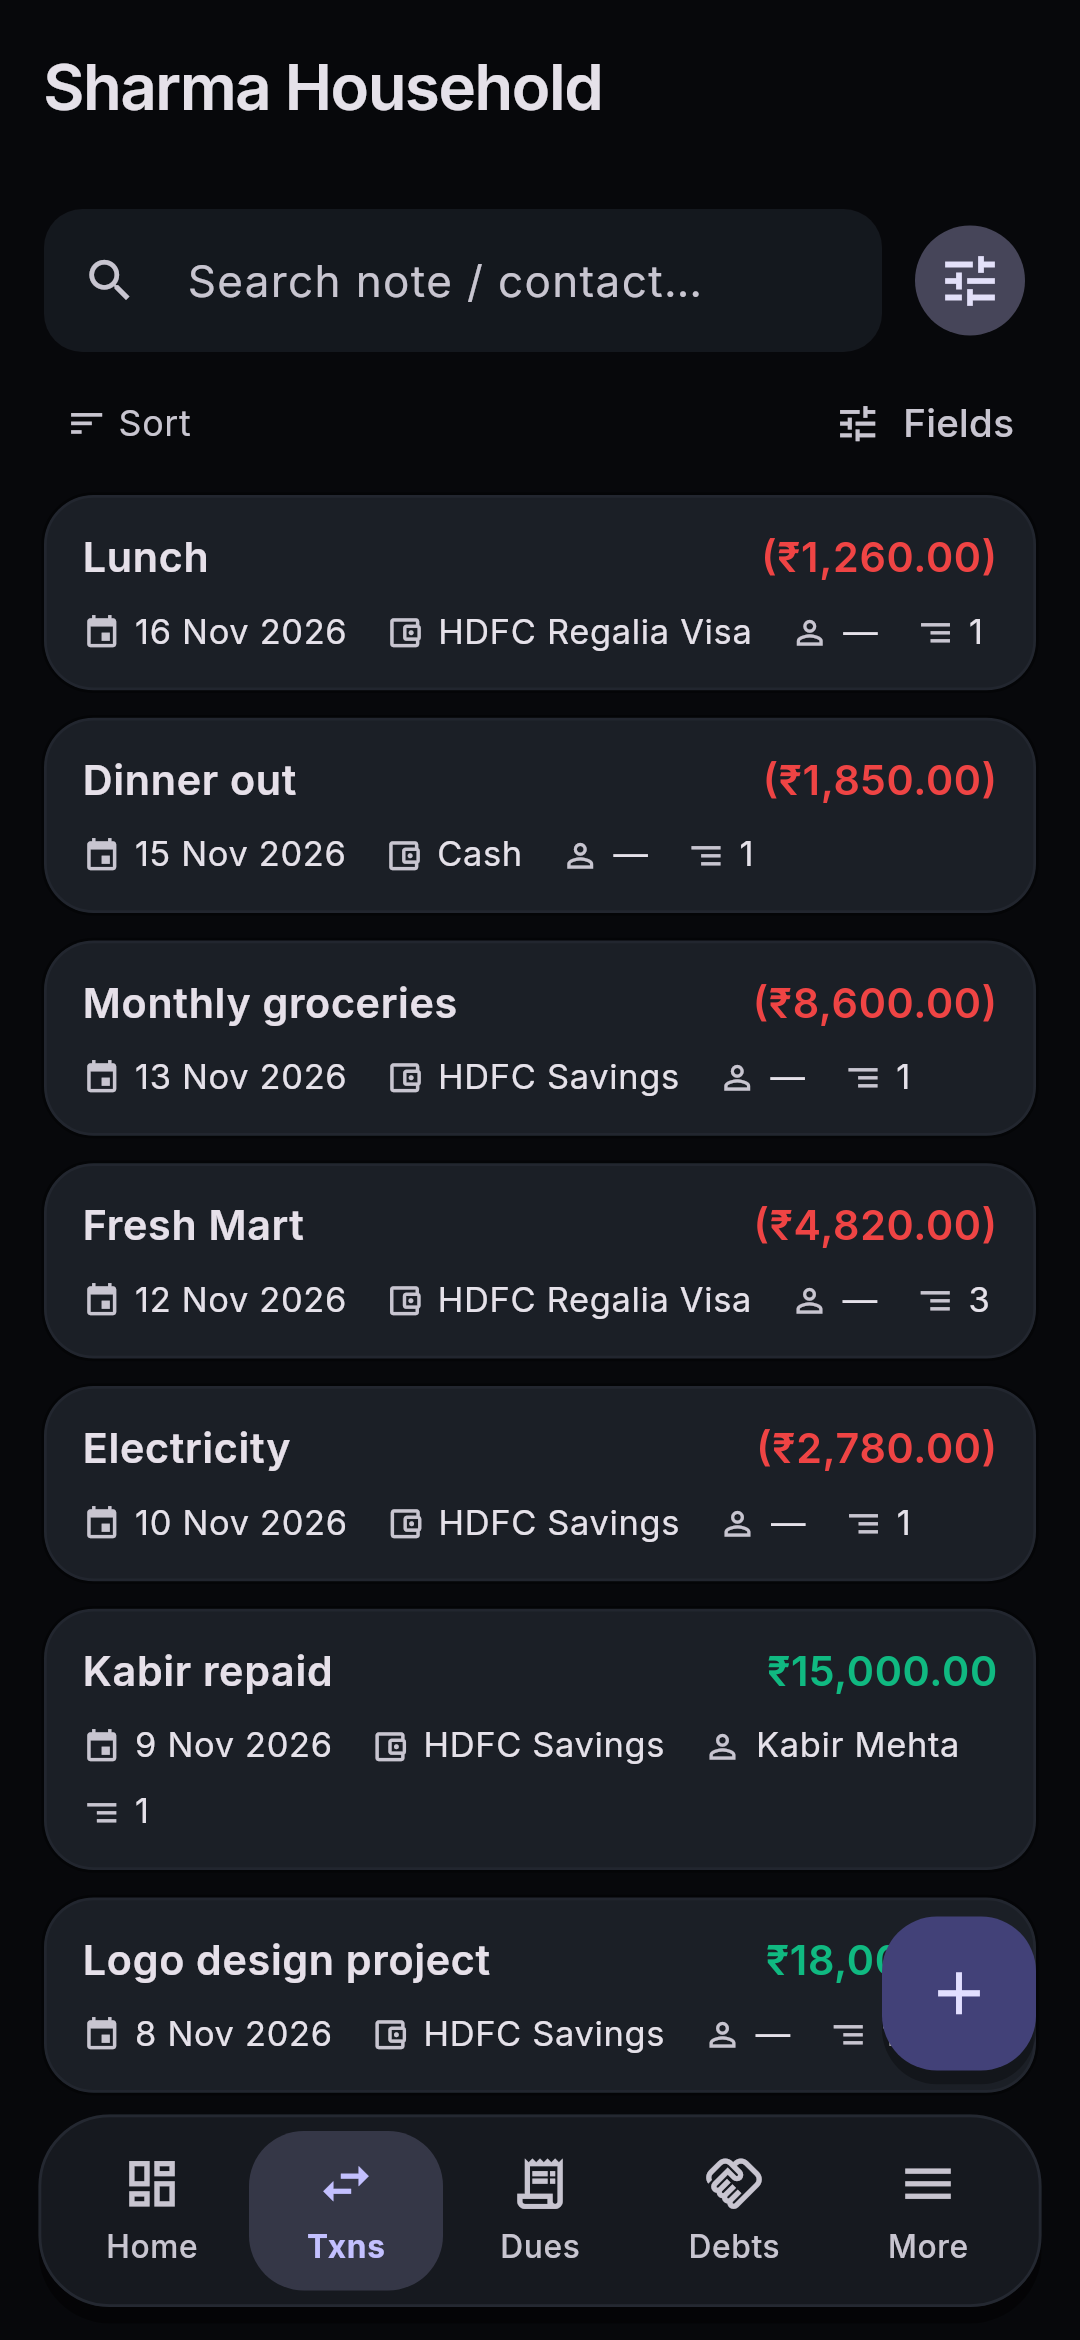 Sharma Household
Search note / contact...
Sort
Fields
Lunch (₹1,260.00)
16 Nov 2026 HDFC Regalia Visa — 1
Dinner out (₹1,850.00)
15 Nov 2026 Cash — 1
Monthly groceries (₹8,600.00)
13 Nov 2026 HDFC Savings — 1
Fresh Mart (₹4,820.00)
12 Nov 2026 HDFC Regalia Visa — 3
Electricity (₹2,780.00)
10 Nov 2026 HDFC Savings — 1
Kabir repaid ₹15,000.00
9 Nov 2026 HDFC Savings Kabir Mehta
1
Logo design project
8 Nov 2026 HDFC Savings —
Home Txns Dues Debts More